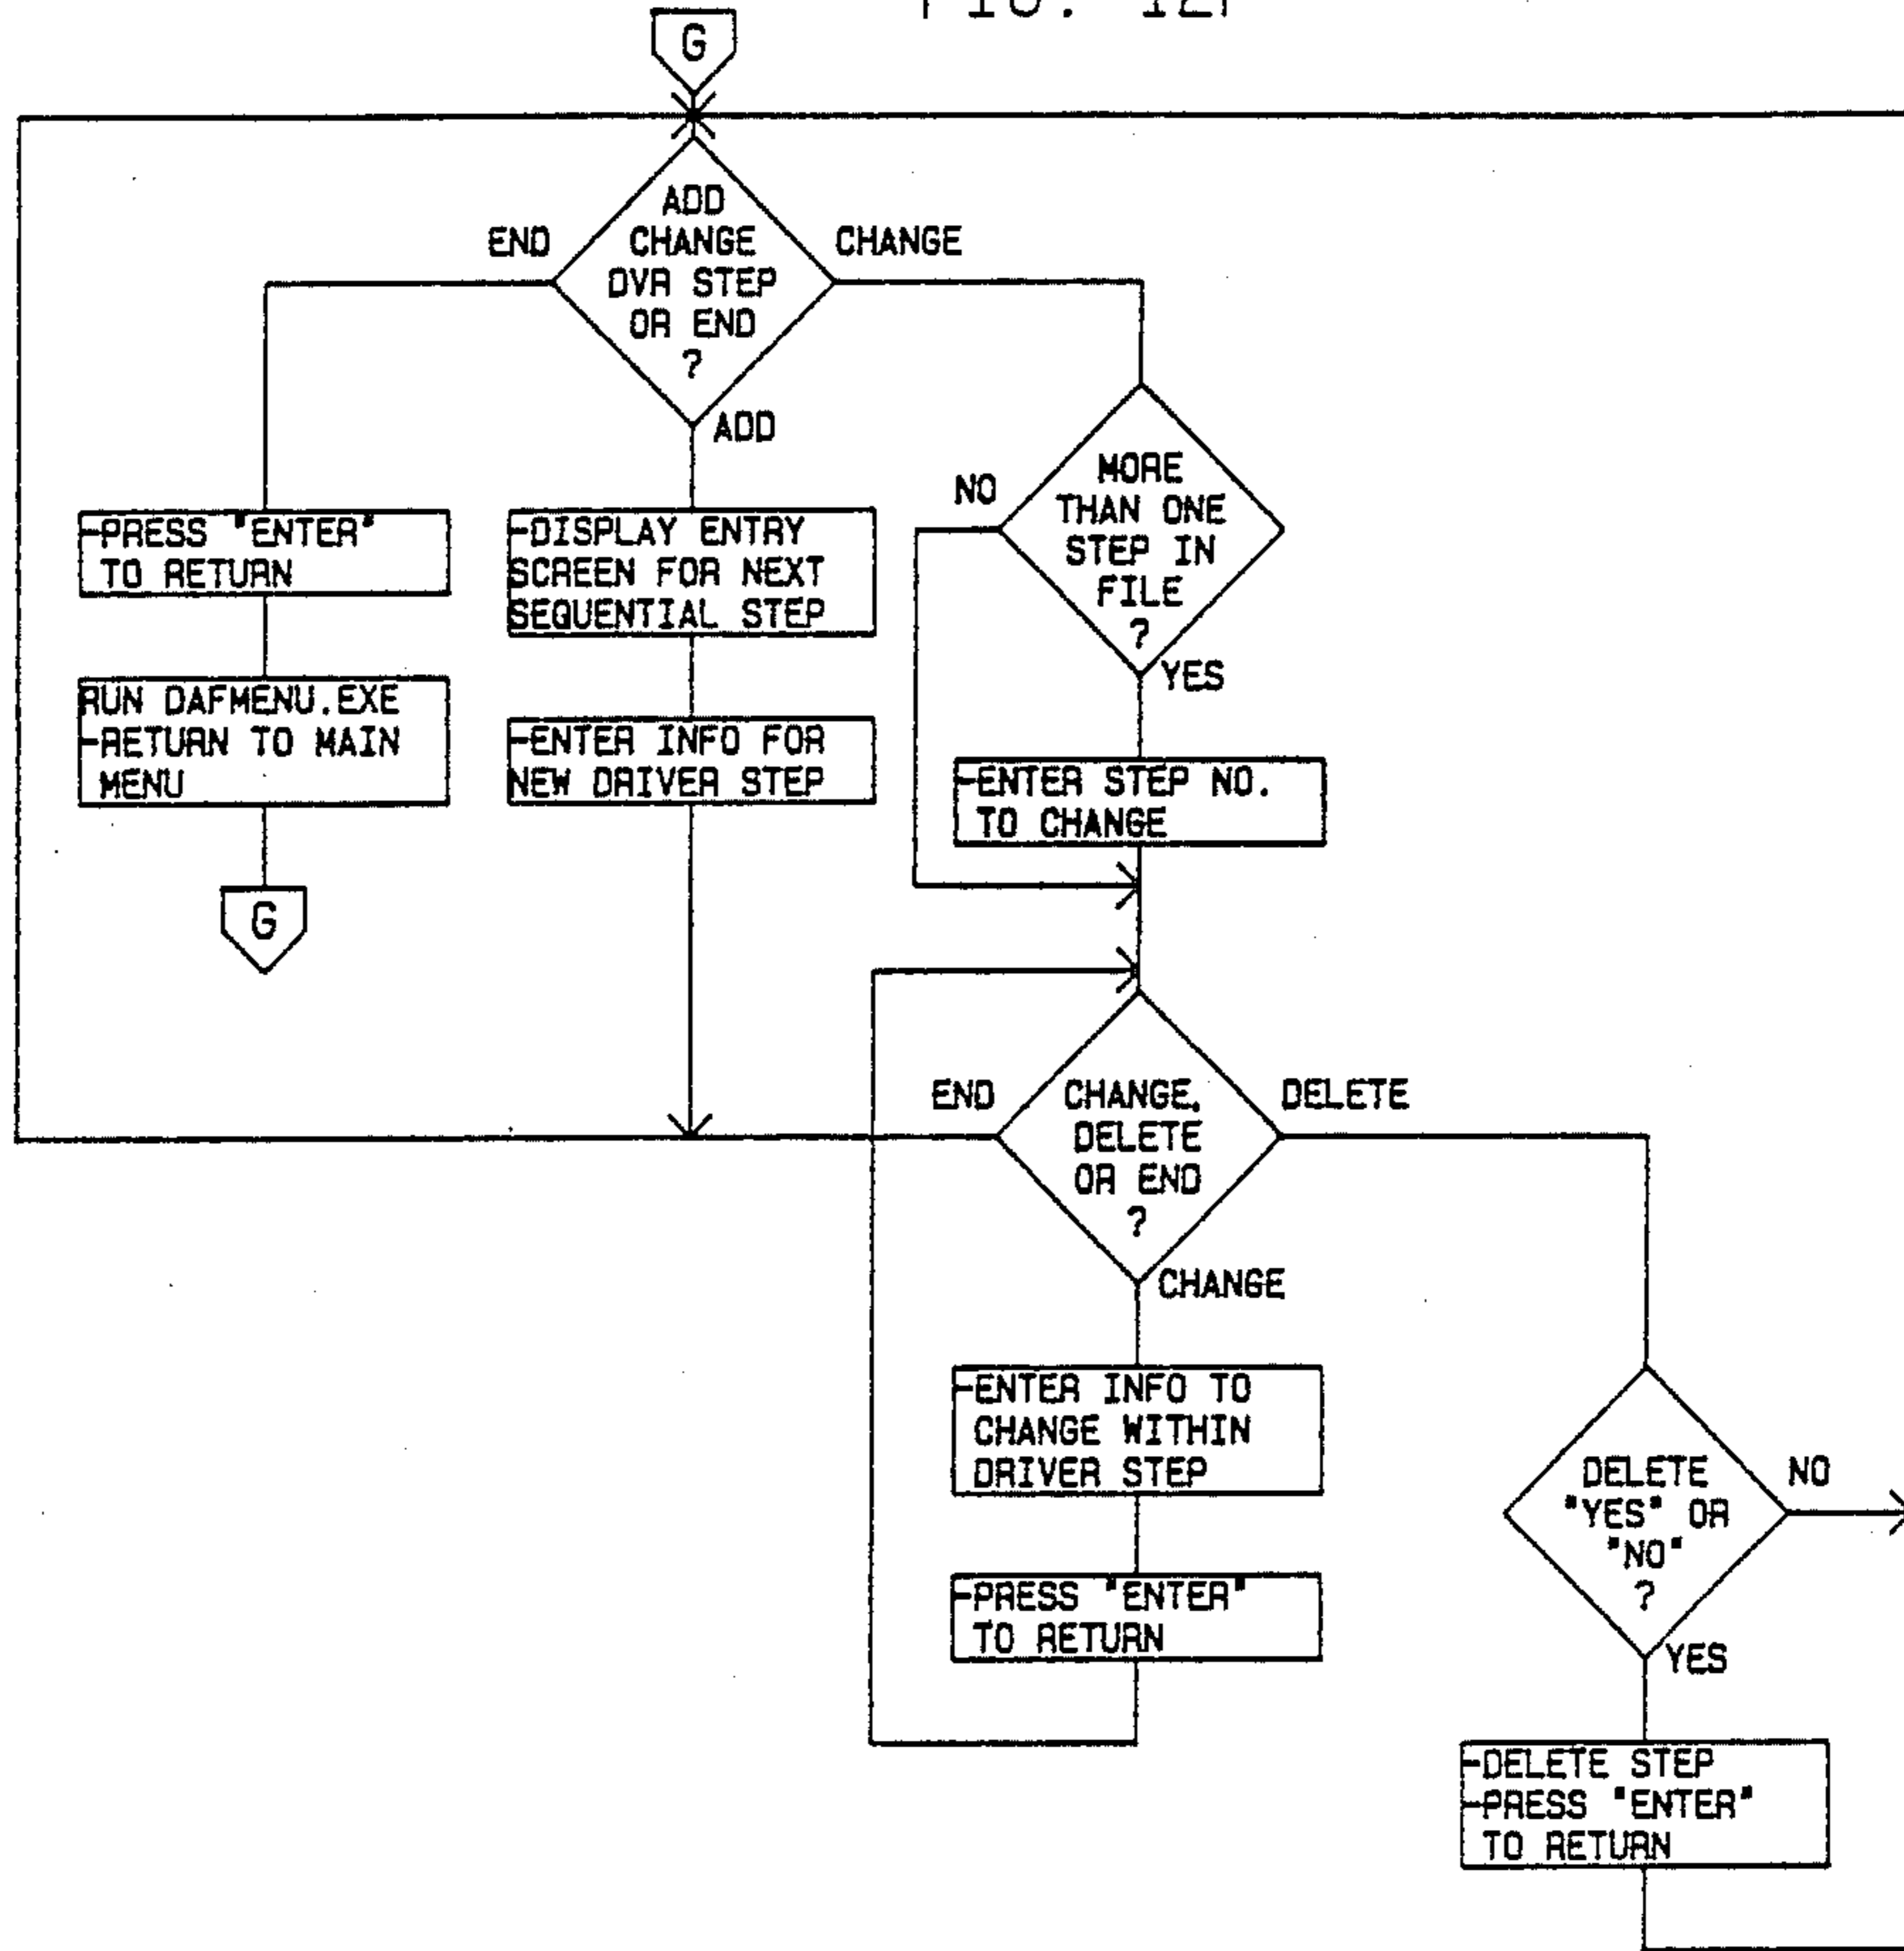 G
ADD
CHANGE
DVR STEP
OR END
?
END
CHANGE
ADD
-PRESS "ENTER"
TO RETURN
RUN DAFMENU.EXE
-RETURN TO MAIN
MENU
G
-DISPLAY ENTRY
SCREEN FOR NEXT
SEQUENTIAL STEP
-ENTER INFO FOR
NEW DRIVER STEP
MORE
THAN ONE
STEP IN
FILE
?
NO
YES
-ENTER STEP NO.
TO CHANGE
CHANGE,
DELETE
OR END
?
END
DELETE
CHANGE
-ENTER INFO TO
CHANGE WITHIN
DRIVER STEP
-PRESS "ENTER"
TO RETURN
DELETE
"YES" OR
"NO"
?
NO
YES
-DELETE STEP
-PRESS "ENTER"
TO RETURN